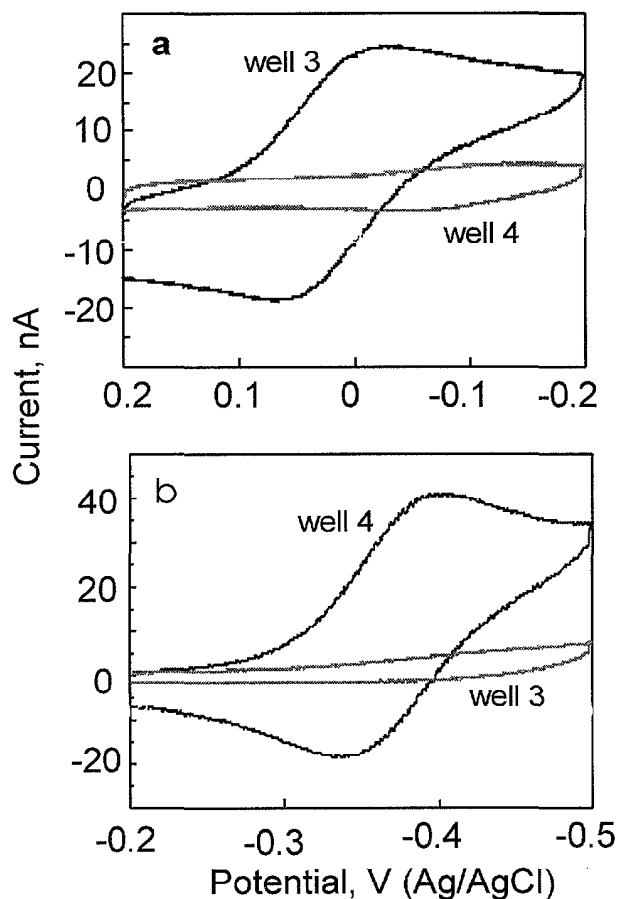 a
well 3
well 4
20
10
0
-10
-20
0.2 0.1 0 -0.1 -0.2
Current, nA
b
well 4
well 3
40
20
0
-20
-0.2 -0.3 -0.4 -0.5
Potential, V (Ag/AgCl)